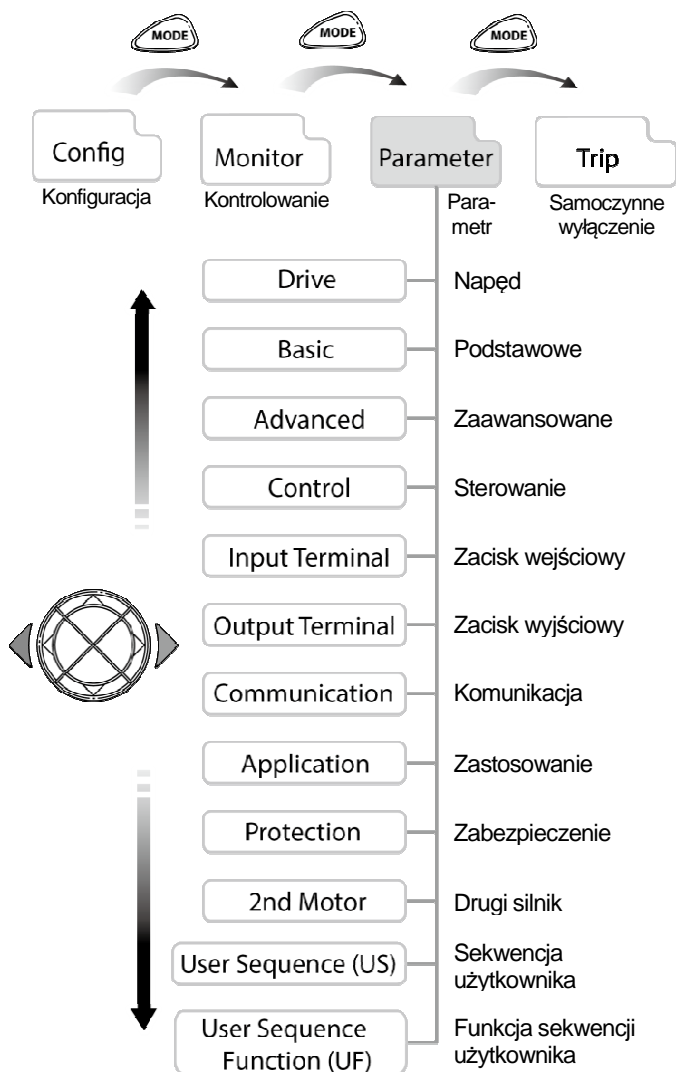 MODE MODE MODE
Config Monitor Parameter Trip
Konfiguracja Kontrolowanie Para- Samoczynne
metr wyłączenie
Drive Napęd
Basic Podstawowe
Advanced Zaawansowane
Control Sterowanie
Input Terminal Zacisk wejściowy
Output Terminal Zacisk wyjściowy
Communication Komunikacja
Application Zastosowanie
Protection Zabezpieczenie
2nd Motor Drugi silnik
User Sequence (US) Sekwencja
użytkownika
User Sequence Funkcja sekwencji
Function (UF) użytkownika